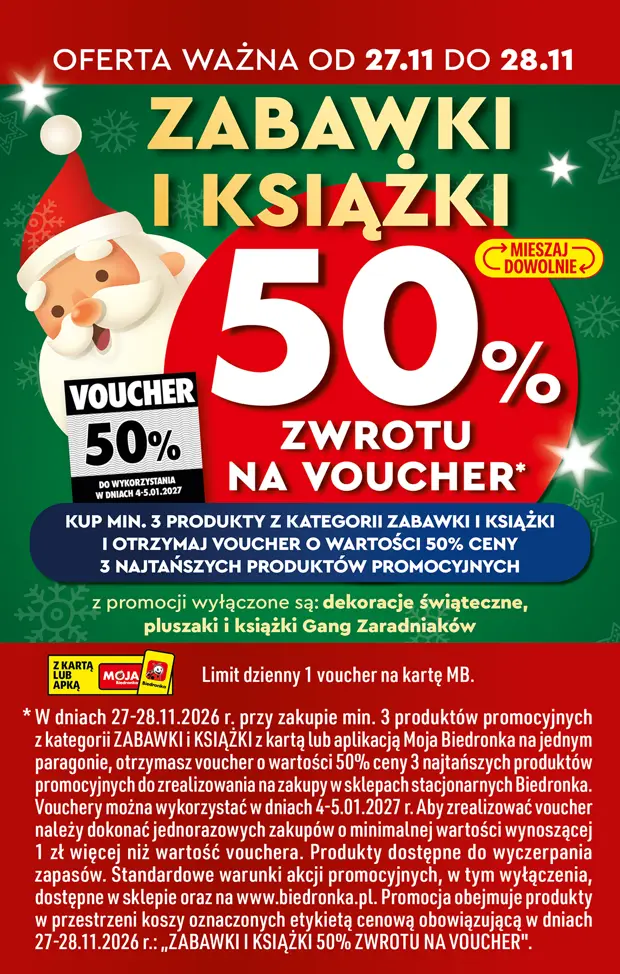 OFERTA WAŻNA OD 27.11 DO 28.11
ZABAWKI
I KSIĄŻKI
MIESZAJ
DOWOLNIE
50%
ZWROTU
NA VOUCHER*
VOUCHER
50%
DO WYKORZYSTANIA
W DNIACH 4-5.01.2027
KUP MIN. 3 PRODUKTY Z KATEGORII ZABAWKI I KSIĄŻKI
I OTRZYMAJ VOUCHER O WARTOŚCI 50% CENY
3 NAJTAŃSZYCH PRODUKTÓW PROMOCYJNYCH
z promocji wyłączone są: dekoracje świąteczne,
pluszaki i książki Gang Zaradniaków
Z KARTĄ
LUB
APKĄ
MOJA
Biedronka
Biedronka
Limit dzienny 1 voucher na kartę MB.
* W dniach 27-28.11.2026 r. przy zakupie min. 3 produktów promocyjnych
z kategorii ZABAWKI i KSIĄŻKI z kartą lub aplikacją Moja Biedronka na jednym
paragonie, otrzymasz voucher o wartości 50% ceny 3 najtańszych produktów
promocyjnych do zrealizowania na zakupy w sklepach stacjonarnych Biedronka.
Vouchery można wykorzystać w dniach 4-5.01.2027 r. Aby zrealizować voucher
należy dokonać jednorazowych zakupów o minimalnej wartości wynoszącej
1 zł więcej niż wartość vouchera. Produkty dostępne do wyczerpania
zapasów. Standardowe warunki akcji promocyjnych, w tym wyłączenia,
dostępne w sklepie oraz na www.biedronka.pl. Promocja obejmuje produkty
w przestrzeni koszy oznaczonych etykietą cenową obowiązującą w dniach
27-28.11.2026 r.: „ZABAWKI I KSIĄŻKI 50% ZWROTU NA VOUCHER".